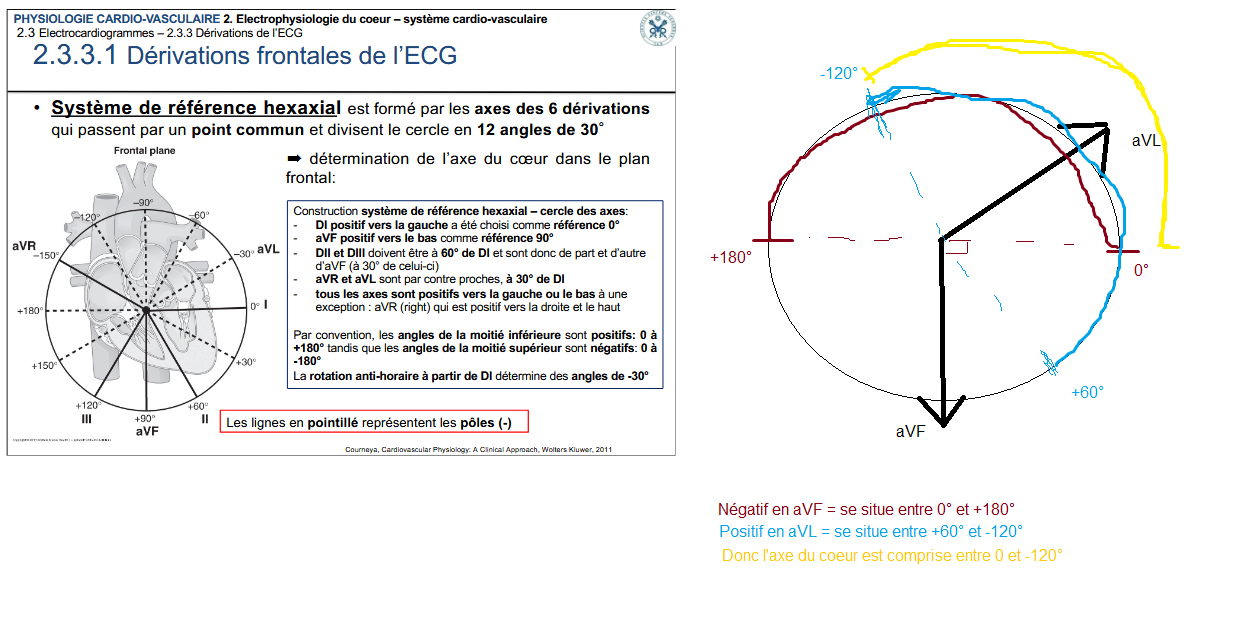 PHYSIOLOGIE CARDIO-VASCULAIRE 2. Electrophysiologie du coeur – système cardio-vasculaire
2.3 Electrocardiogrammes – 2.3.3 Dérivations de l'ECG
2.3.3.1 Dérivations frontales de l'ECG
• Système de référence hexaxial est formé par les axes des 6 dérivations
qui passent par un point commun et divisent le cercle en 12 angles de 30°
Frontal plane
–90°
–120°
–60°
aVR
–150°
aVL
–30°
+180°
0° I
+150°
+30°
+120°
+60°
III
+90°
II
aVF
➡ détermination de l'axe du cœur dans le plan
frontal:
Construction système de référence hexaxial – cercle des axes:
- DI positif vers la gauche a été choisi comme référence 0°
- aVF positif vers le bas comme référence 90°
- DII et DIII doivent être à 60° de DI et sont donc de part et d'autre
d'aVF (à 30° de celui-ci)
- aVR et aVL sont par contre proches, à 30° de DI
- tous les axes sont positifs vers la gauche ou le bas à une
exception : aVR (right) qui est positif vers la droite et le haut
Par convention, les angles de la moitié inférieure sont positifs: 0 à
+180° tandis que les angles de la moitié supérieur sont négatifs: 0 à
-180°
La rotation anti-horaire à partir de DI détermine des angles de -30°
Les lignes en pointillé représentent les pôles (-)
Courneya, Cardiovascular Physiology: A Clinical Approach, Wolters Kluwer, 2011
-120°
aVL
+180°
0°
+60°
aVF
Négatif en aVF = se situe entre 0° et +180°
Positif en aVL = se situe entre +60° et -120°
Donc l'axe du coeur est comprise entre 0 et -120°